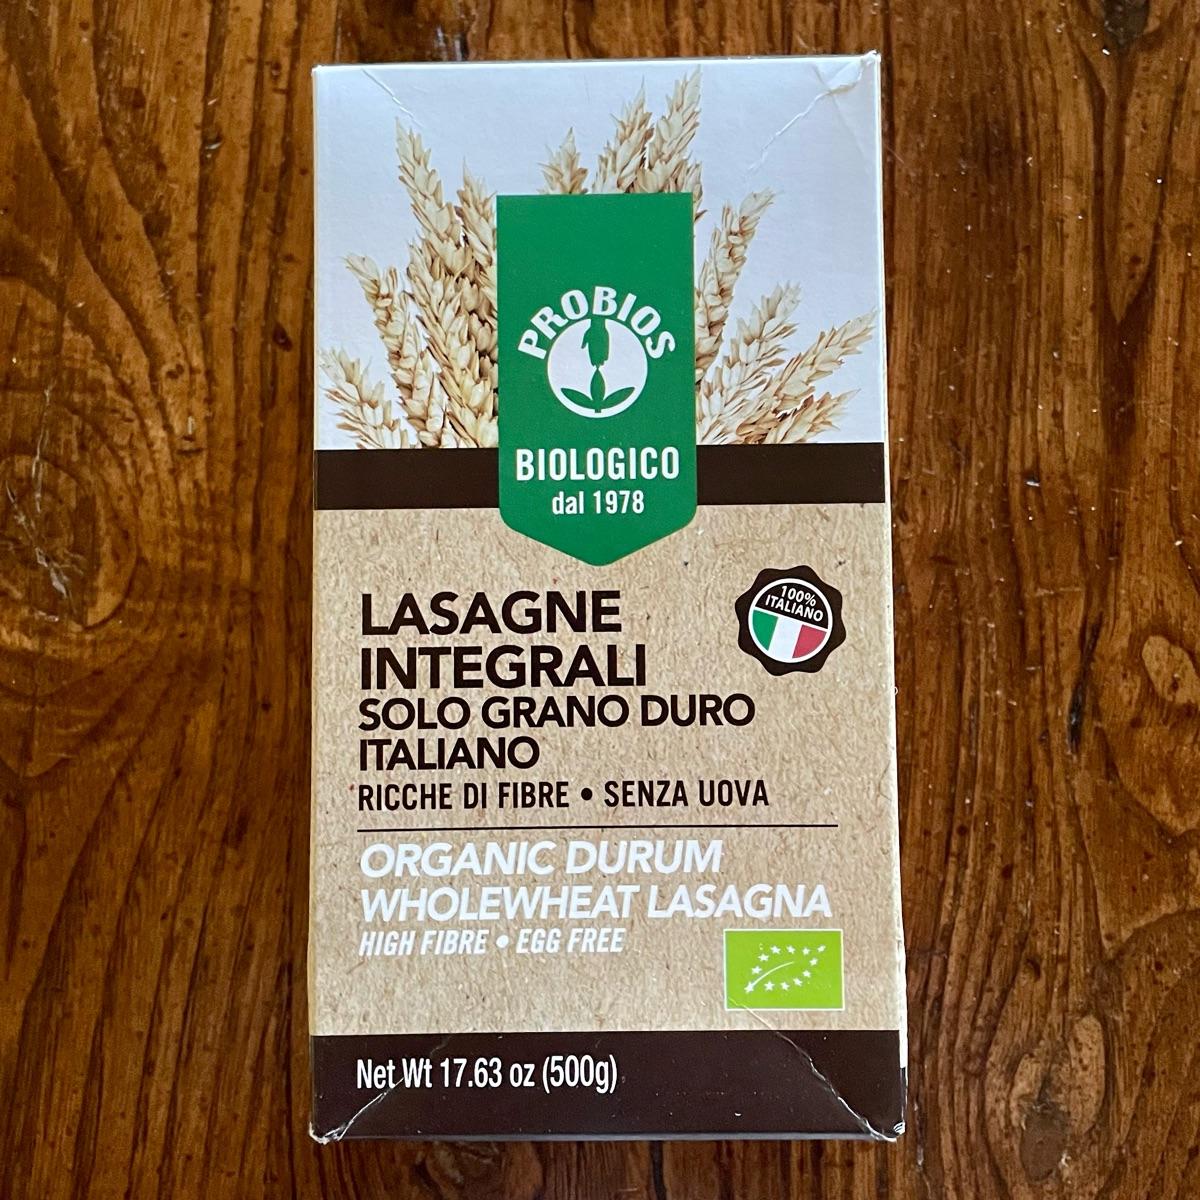 PROBIOS
BIOLOGICO
dal 1978
LASAGNE
INTEGRALI
SOLO GRANO DURO
ITALIANO
RICCHE DI FIBRE • SENZA UOVA
100%
ITALIANO
ORGANIC DURUM
WHOLEWHEAT LASAGNA
HIGH FIBRE • EGG FREE
Net Wt 17.63 oz (500g)